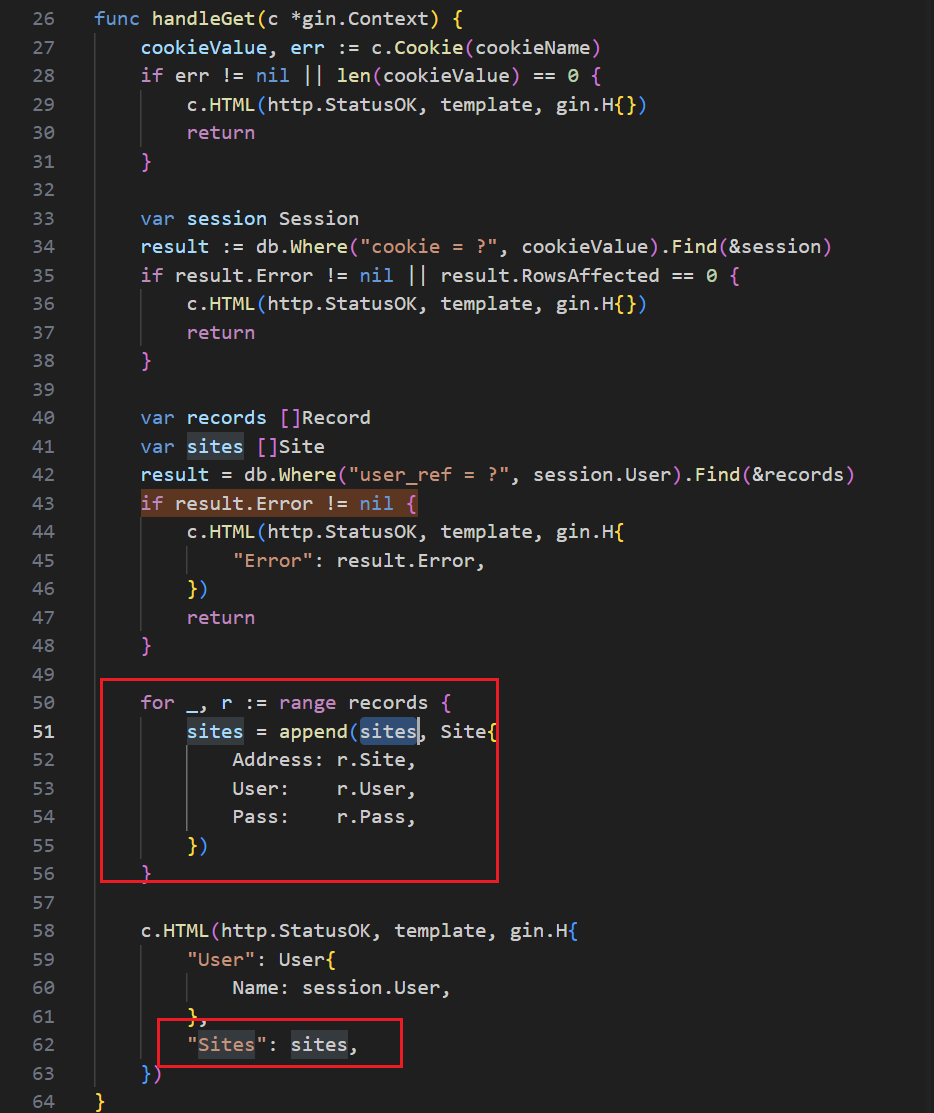 26 func handleGet(c *gin.Context) {
27     cookieValue, err := c.Cookie(cookieName)
28     if err != nil || len(cookieValue) == 0 {
29         c.HTML(http.StatusOK, template, gin.H{})
30         return
31     }
32
33     var session Session
34     result := db.Where("cookie = ?", cookieValue).Find(&session)
35     if result.Error != nil || result.RowsAffected == 0 {
36         c.HTML(http.StatusOK, template, gin.H{})
37         return
38     }
39
40     var records []Record
41     var sites []Site
42     result = db.Where("user_ref = ?", session.User).Find(&records)
43     if result.Error != nil {
44         c.HTML(http.StatusOK, template, gin.H{
45             "Error": result.Error,
46         })
47         return
48     }
49
50     for _, r := range records {
51         sites = append(sites, Site{
52             Address: r.Site,
53             User:    r.User,
54             Pass:    r.Pass,
55         })
56     }
57
58     c.HTML(http.StatusOK, template, gin.H{
59         "User": User{
60             Name: session.User,
61         },
62         "Sites": sites,
63     })
64 }